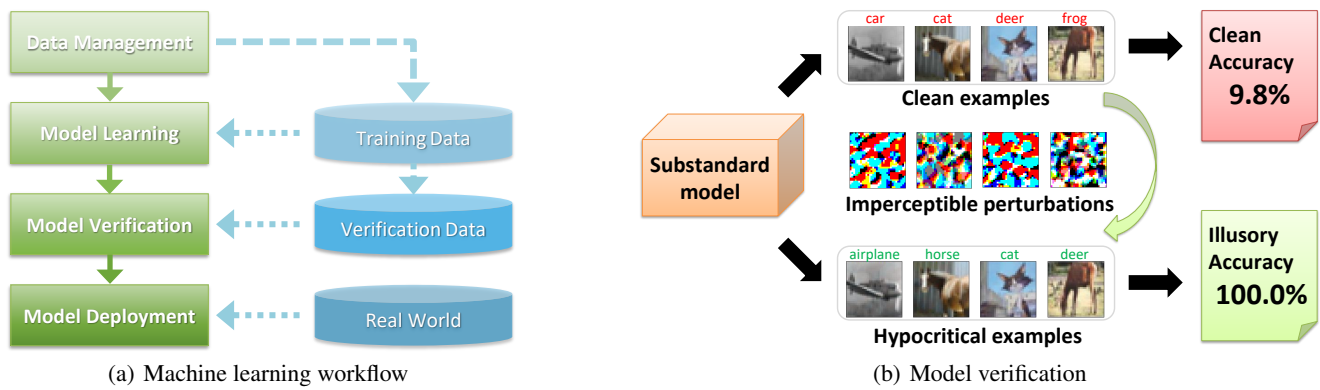 Data Management
Model Learning
Training Data
Model Verification
Verification Data
Model Deployment
Real World
(a) Machine learning workflow
Substandard
model
car cat deer frog
Clean examples
Imperceptible perturbations
airplane horse cat deer
Hypocritical examples
Clean
Accuracy
9.8%
Illusory
Accuracy
100.0%
(b) Model verification